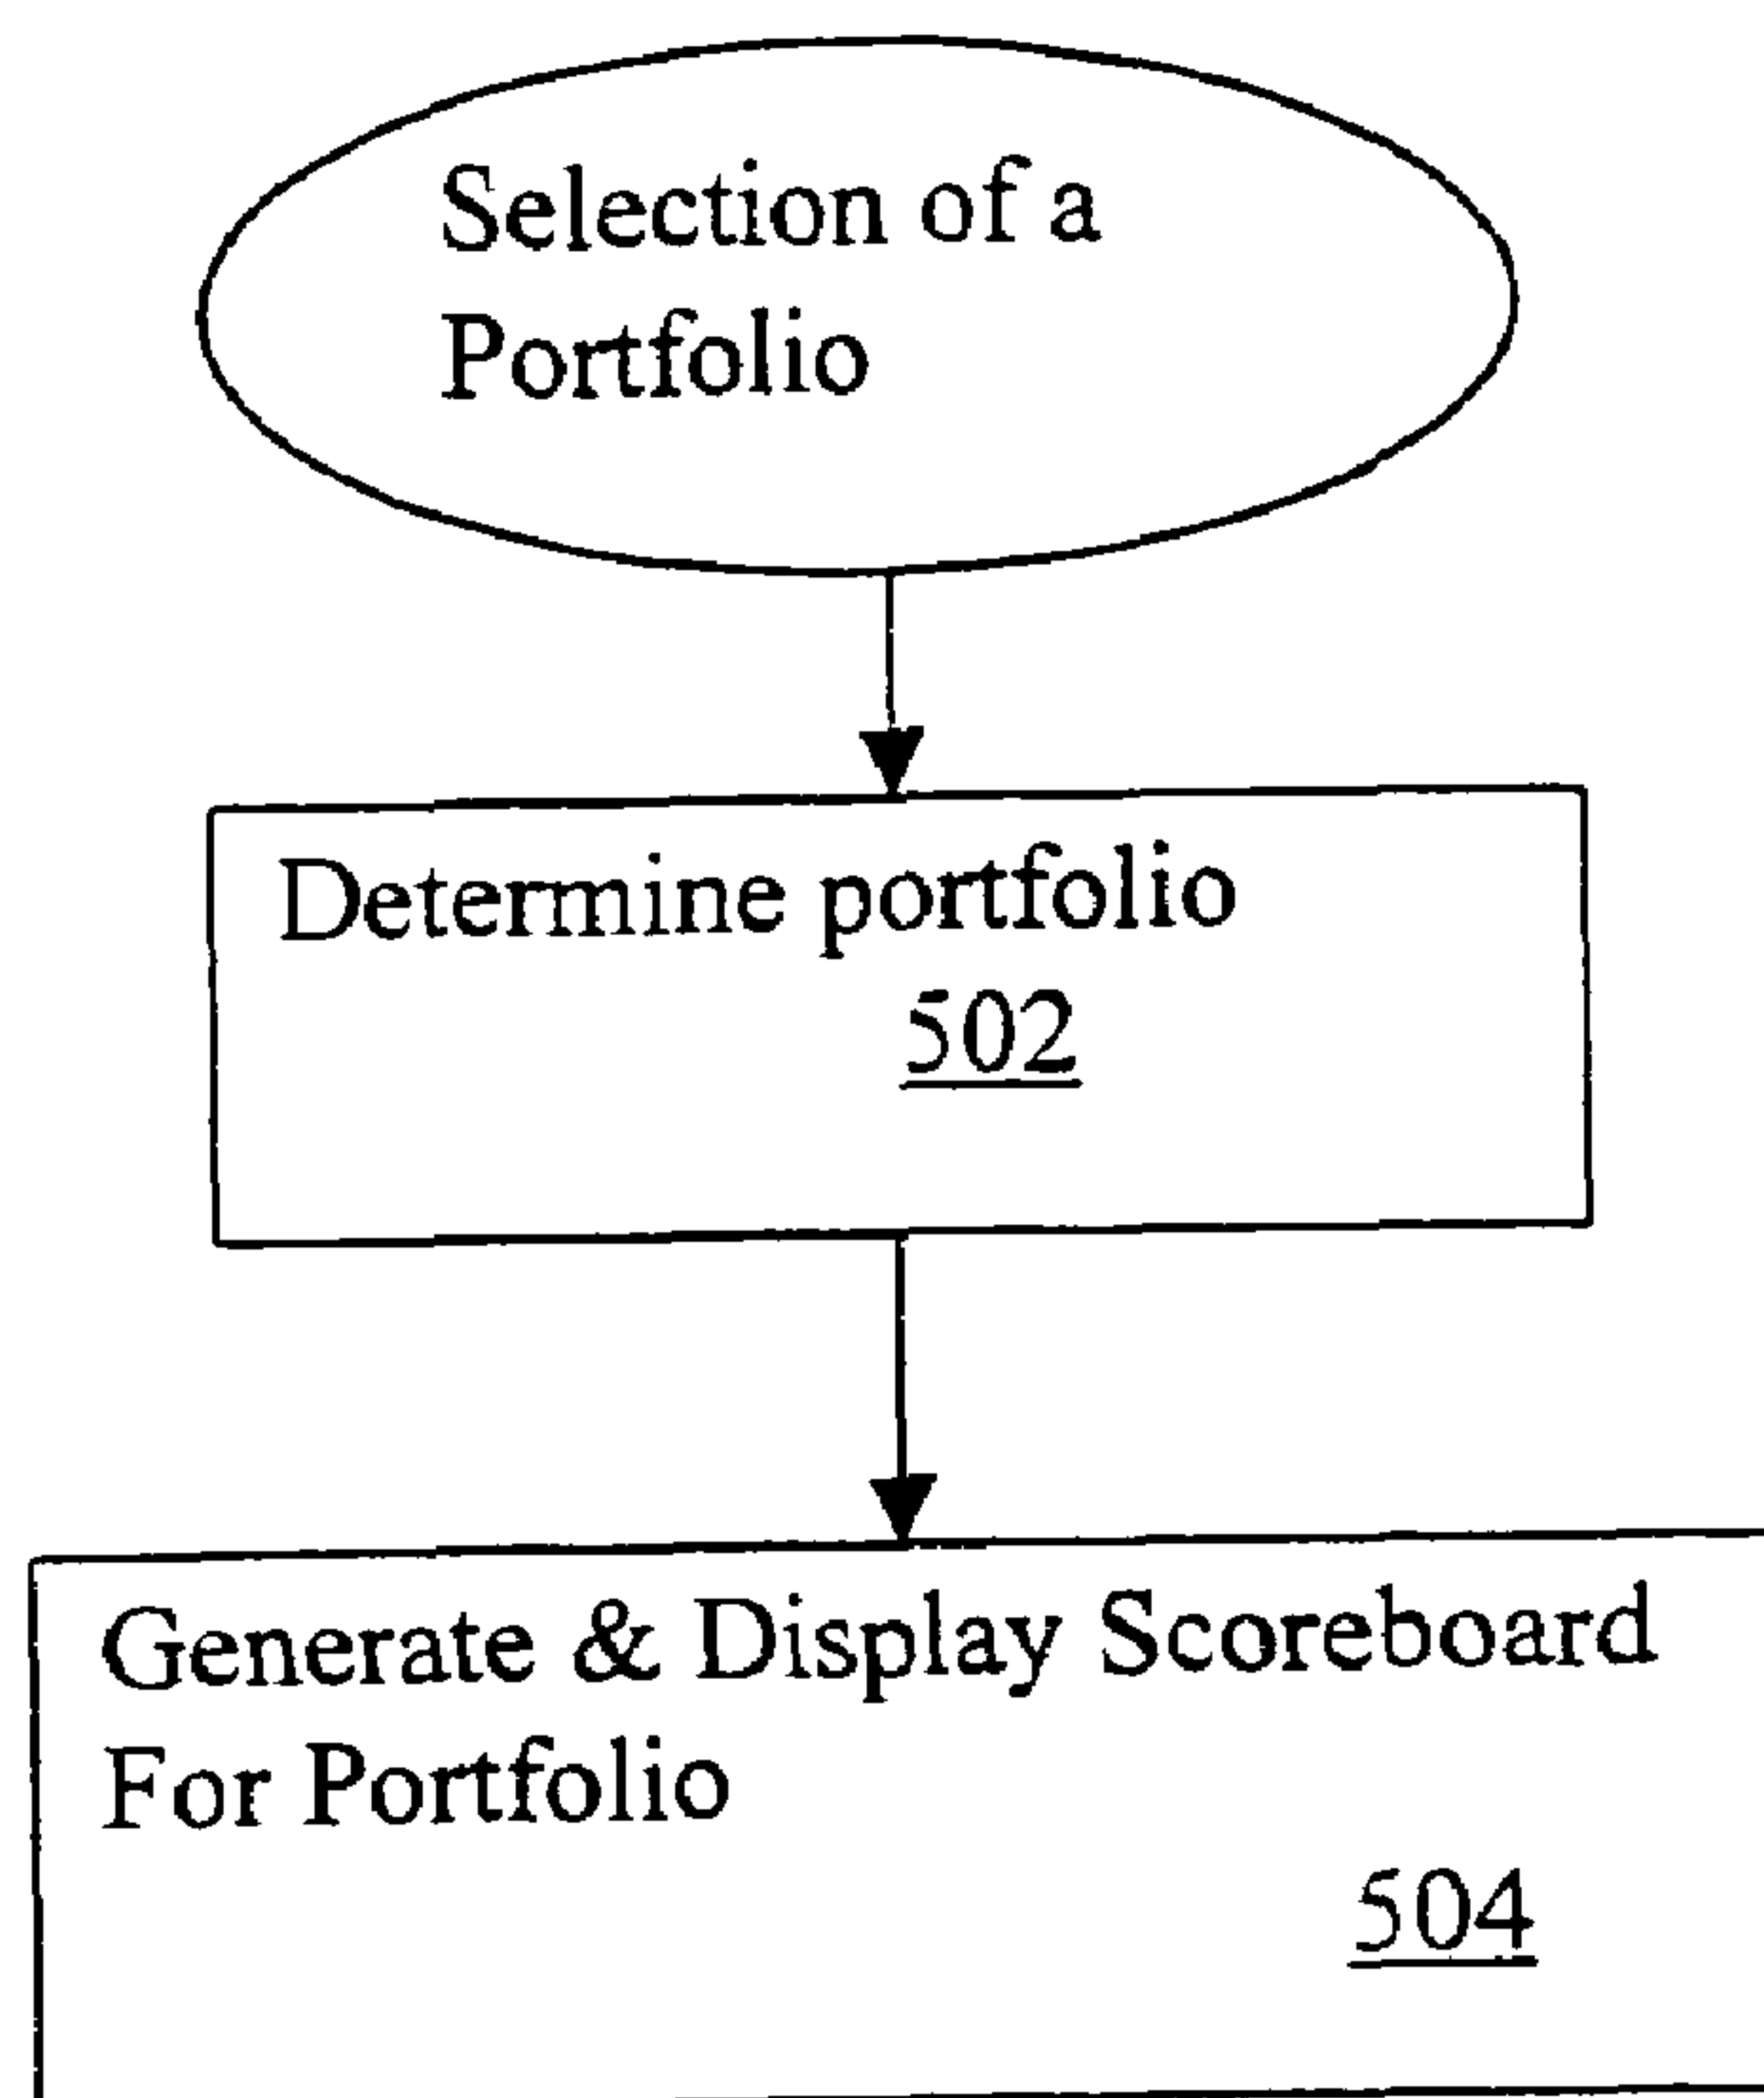 Selection of a
Portfolio
Determine portfolio
502
Generate & Display Scoreboard
For Portfolio
504